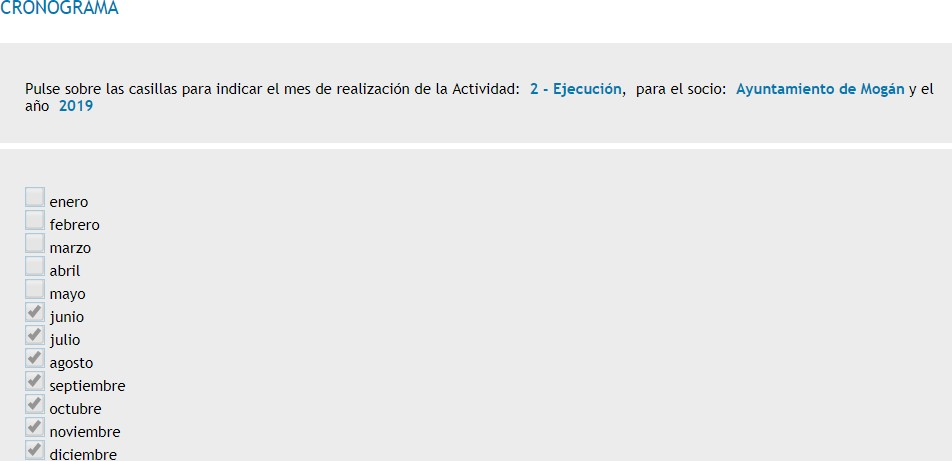 CRONOGRAMA
Pulse sobre las casillas para indicar el mes de realización de la Actividad: 2 - Ejecución, para el socio: Ayuntamiento de Mogán y el
año 2019
enero
febrero
marzo
abril
mayo
junio
julio
agosto
septiembre
octubre
noviembre
diciembre